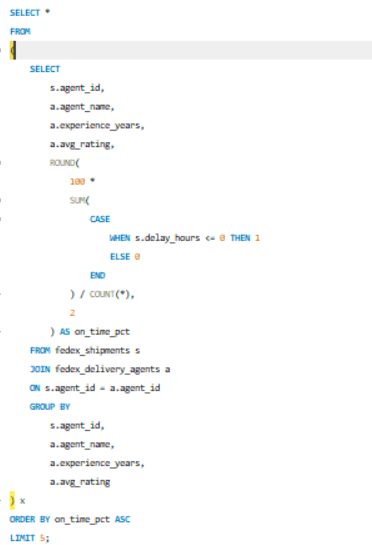 SELECT *
FROM
(
SELECT
s.agent_id,
a.agent_name,
a.experience_years,
a.avg_rating,
ROUND(
100 *
SUM(
CASE
WHEN s.delay_hours <= 0 THEN 1
ELSE 0
END
) / COUNT(*),
2
) AS on_time_pct
FROM fedex_shipments s
JOIN fedex_delivery_agents a
ON s.agent_id = a.agent_id
GROUP BY
s.agent_id,
a.agent_name,
a.experience_years,
a.avg_rating
) x
ORDER BY on_time_pct ASC
LIMIT 5;